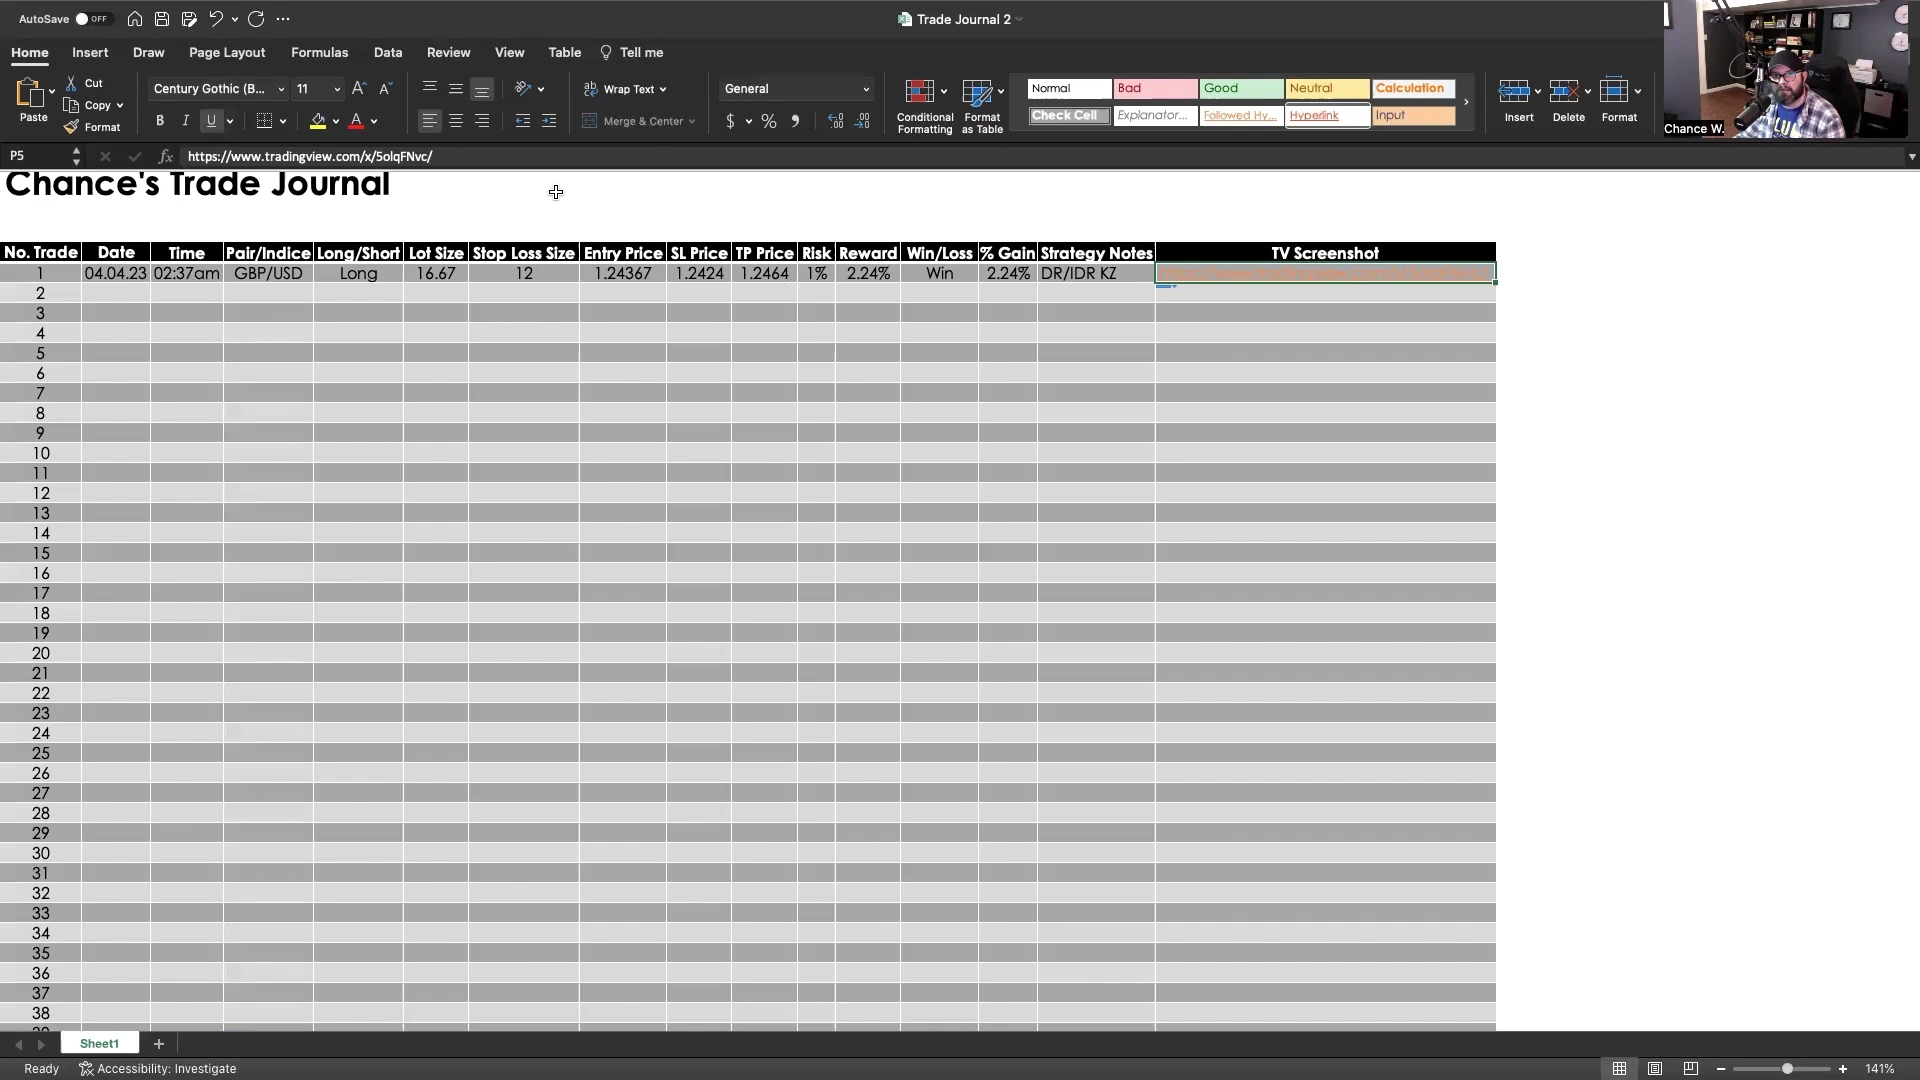 AutoSave OFF
Trade Journal 2
Home Insert Draw Page Layout Formulas Data Review View Table Tell me
Paste
Cut
Copy
Format
Century Gothic (B... 11
B I U
Wrap Text
Merge & Center
General
$ % 9
Conditional Formatting
Format as Table
Normal Bad Good Neutral Calculation
Check Cell Explanator... Followed Hy... Hyperlink Input
Insert Delete Format
Chance W.
P5 fx https://www.tradingview.com/x/5olqFNvc/
Chance's Trade Journal
No. Trade Date Time Pair/Indice Long/Short Lot Size Stop Loss Size Entry Price SL Price TP Price Risk Reward Win/Loss % Gain Strategy Notes TV Screenshot
1 04.04.23 02:37am GBP/USD Long 16.67 12 1.24367 1.2424 1.2464 1% 2.24% Win 2.24% DR/IDR KZ
2
3
4
5
6
7
8
9
10
11
12
13
14
15
16
17
18
19
20
21
22
23
24
25
26
27
28
29
30
31
32
33
34
35
36
37
38
Sheet1
Ready Accessibility: Investigate 141%